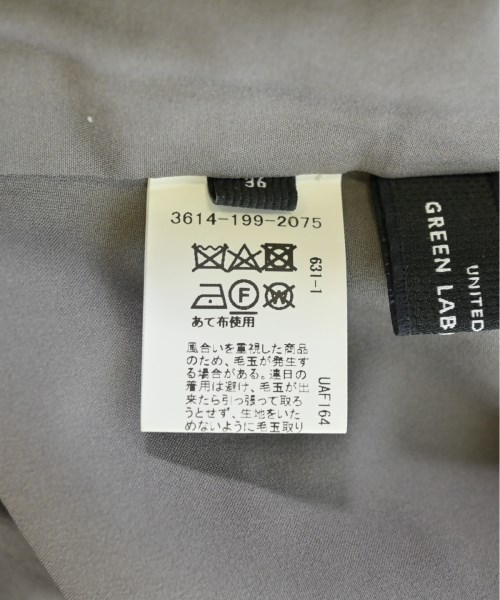 36
3614-199-2075
631-1
F
W
あて布使用
風合いを重視した商品
のため、毛玉が発生す
る場合がある。連日の
着用は避け、毛玉が出
来たら引っ張って取ろ
うとせず、生地をいた
めないように毛玉取り
UAF164
UNITED
GREEN LAB